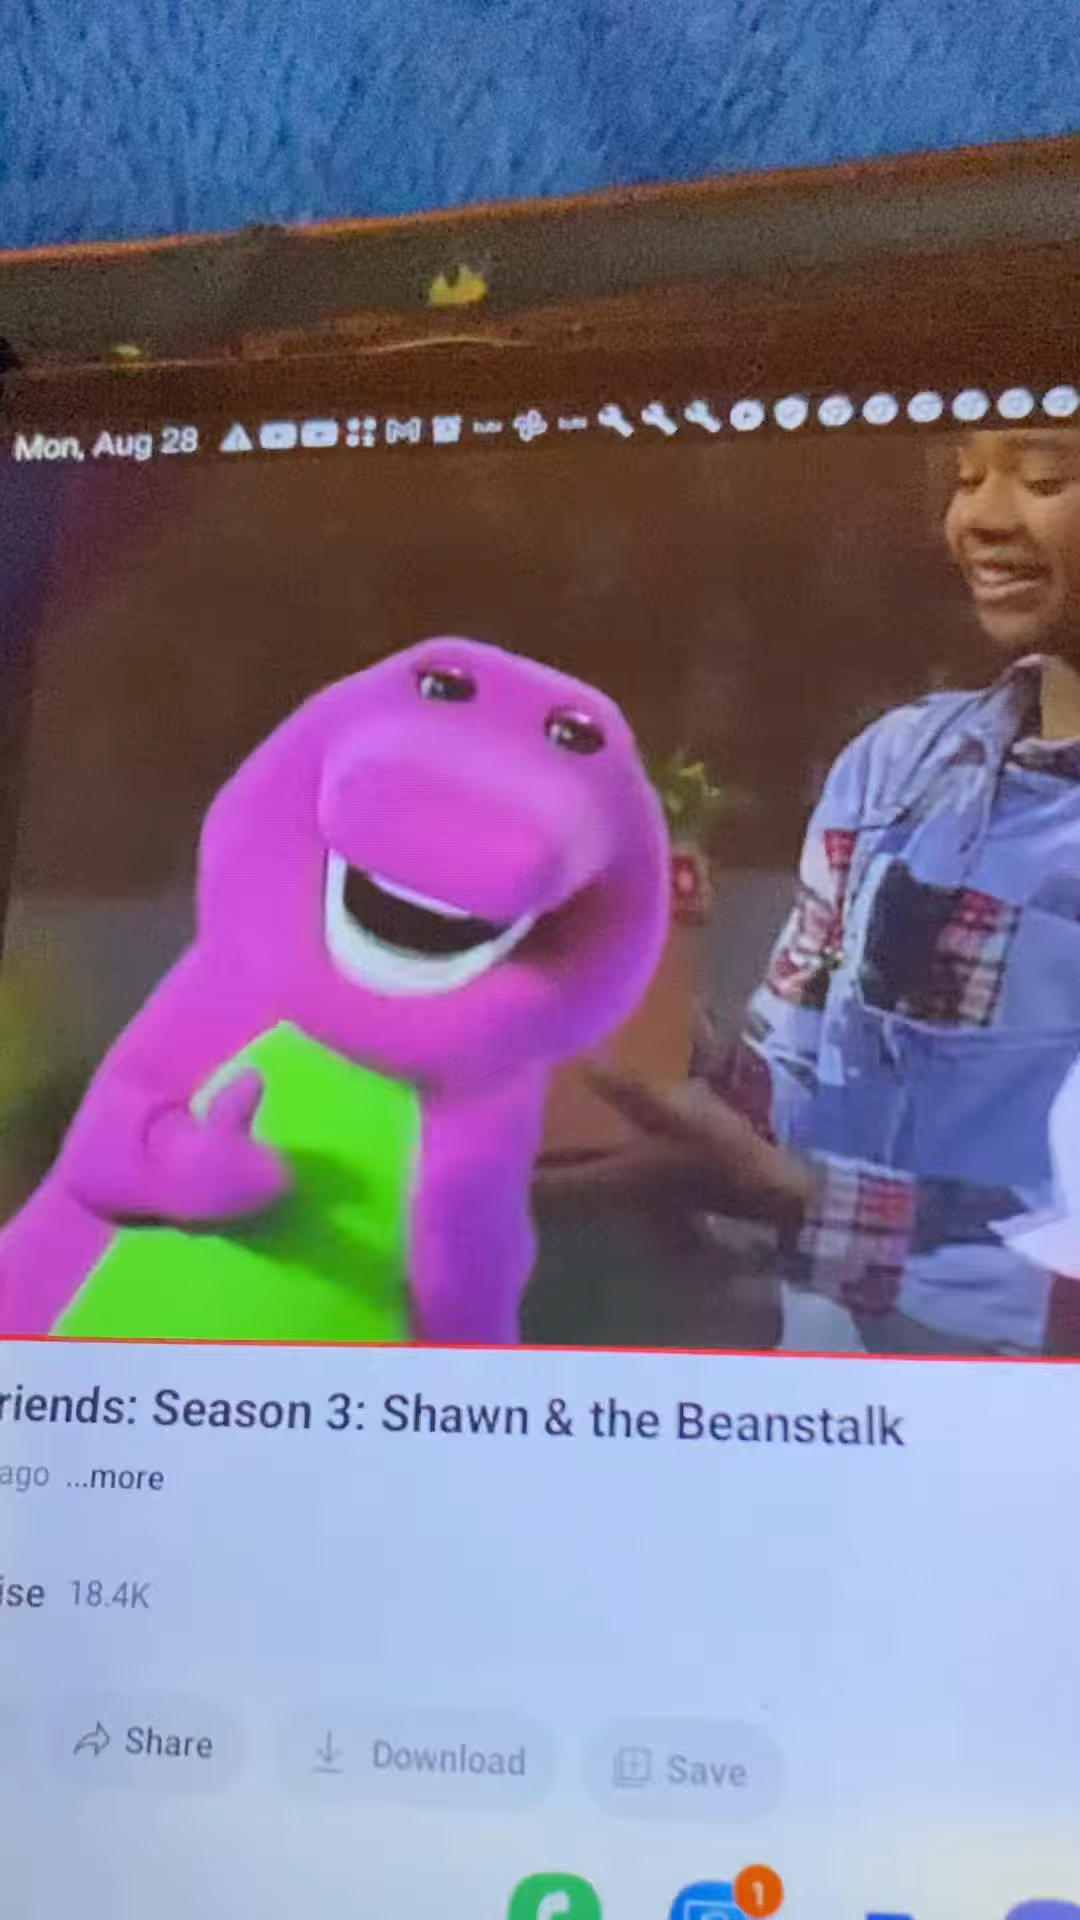 Mon, Aug 28
riends: Season 3: Shawn & the Beanstalk
ago ...more
ise 18.4K
Share Download Save
1